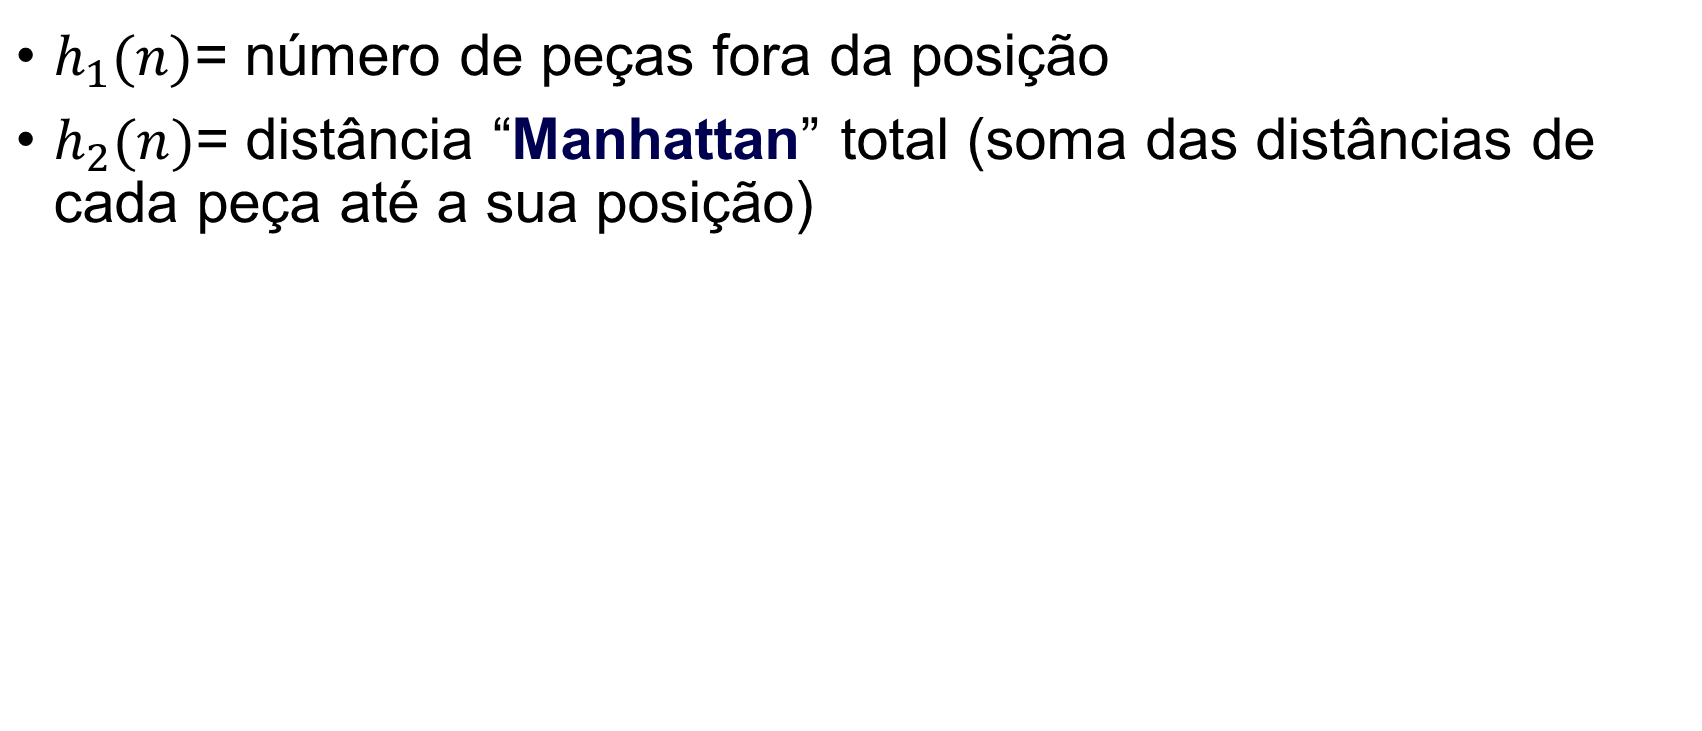 • h₁(n)= número de peças fora da posição
• h₂(n)= distância “Manhattan” total (soma das distâncias de
cada peça até a sua posição)